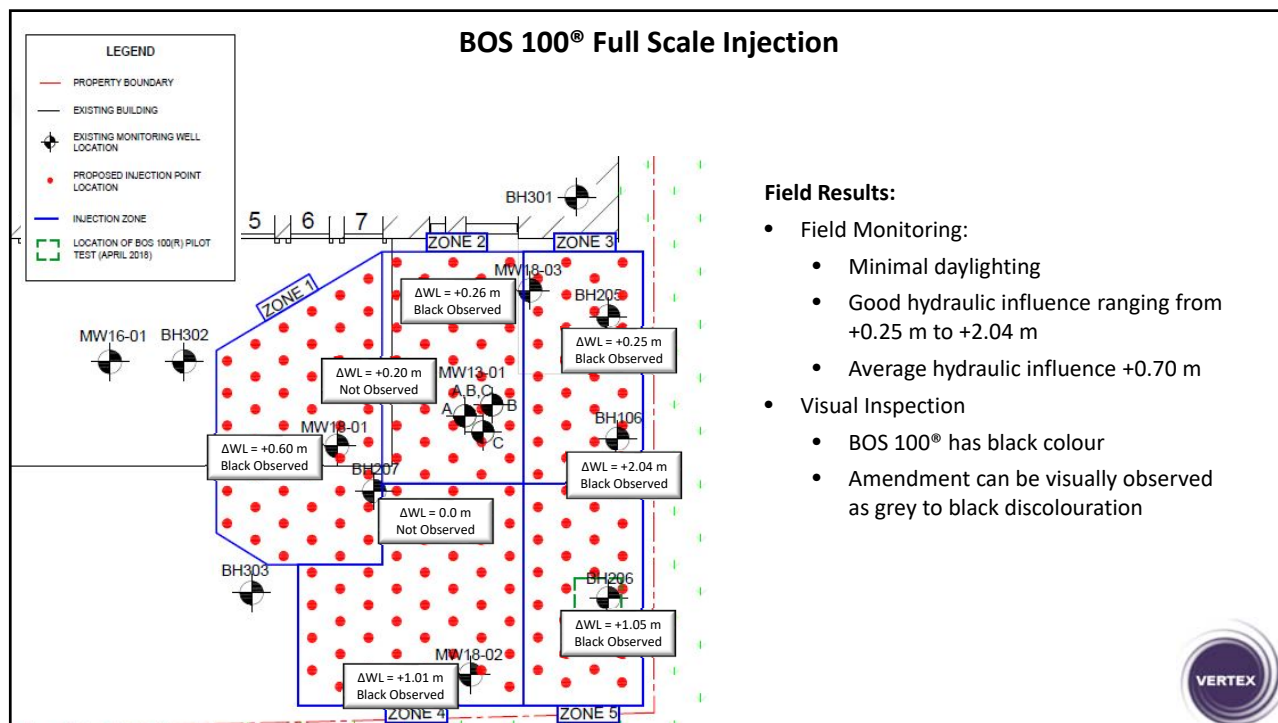 BOS 100® Full Scale Injection
LEGEND
PROPERTY BOUNDARY
EXISTING BUILDING
EXISTING MONITORING WELL
LOCATION
PROPOSED INJECTION POINT
LOCATION
INJECTION ZONE
LOCATION OF BOS 100(R) PILOT
TEST (APRIL 2018)
5 6 7
BH301
ZONE 2
ZONE 3
ZONE 1
MW18-03
BH205
ΔWL = +0.26 m
Black Observed
MW16-01
BH302
ΔWL = +0.25 m
Black Observed
ΔWL = +0.20 m
Not Observed
MW13-01
A,B,C
A
B
C
BH106
MW18-01
ΔWL = +0.60 m
Black Observed
BH207
ΔWL = +2.04 m
Black Observed
ΔWL = 0.0 m
Not Observed
BH303
BH206
ΔWL = +1.05 m
Black Observed
MW18-02
ΔWL = +1.01 m
Black Observed
ZONE 4
ZONE 5
Field Results:
• Field Monitoring:
• Minimal daylighting
• Good hydraulic influence ranging from
+0.25 m to +2.04 m
• Average hydraulic influence +0.70 m
• Visual Inspection
• BOS 100® has black colour
• Amendment can be visually observed
as grey to black discolouration
VERTEX